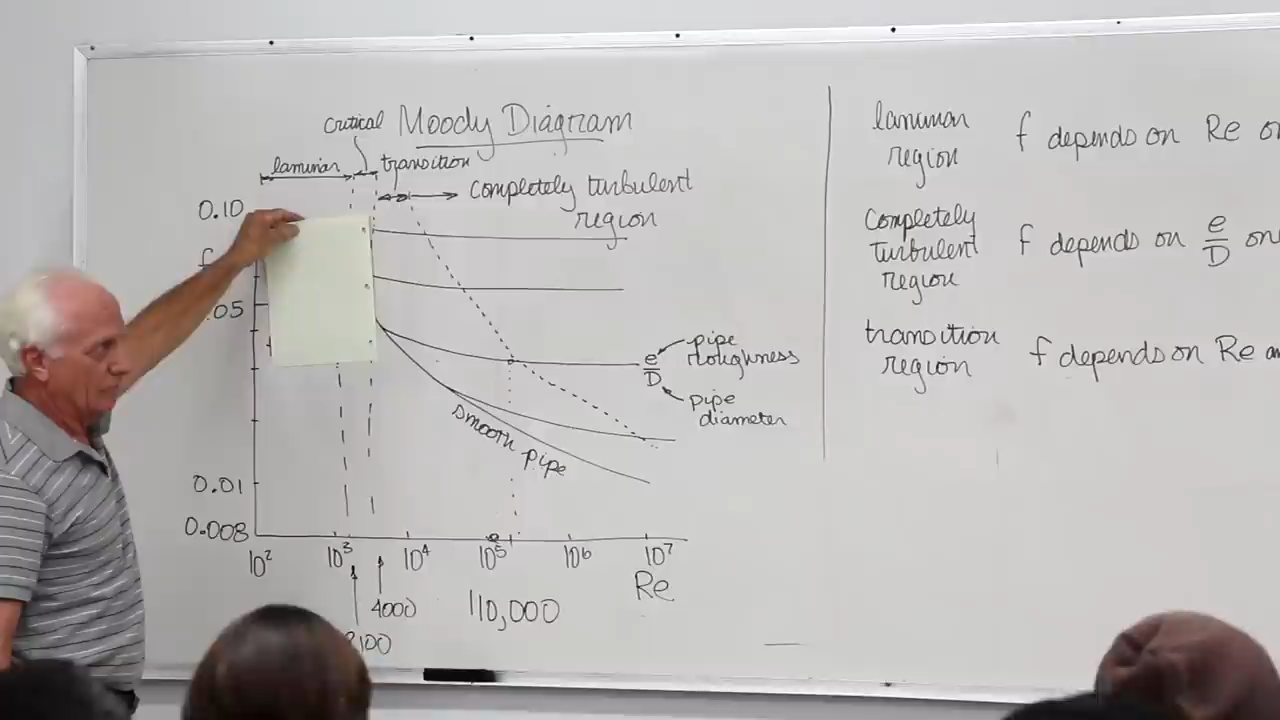 critical Moody Diagram
laminar transition
completely turbulent
region
0.10
f
.05
0.01
0.008
10² 10³ 10⁴ 10⁵ 10⁶ 10⁷
Re
4000 110,000
100
smooth pipe
e/D
pipe
roughness
pipe
diameter
laminar
region
f depends on Re
Completely
turbulent
region
f depends on e/D
transition
region
f depends on Re